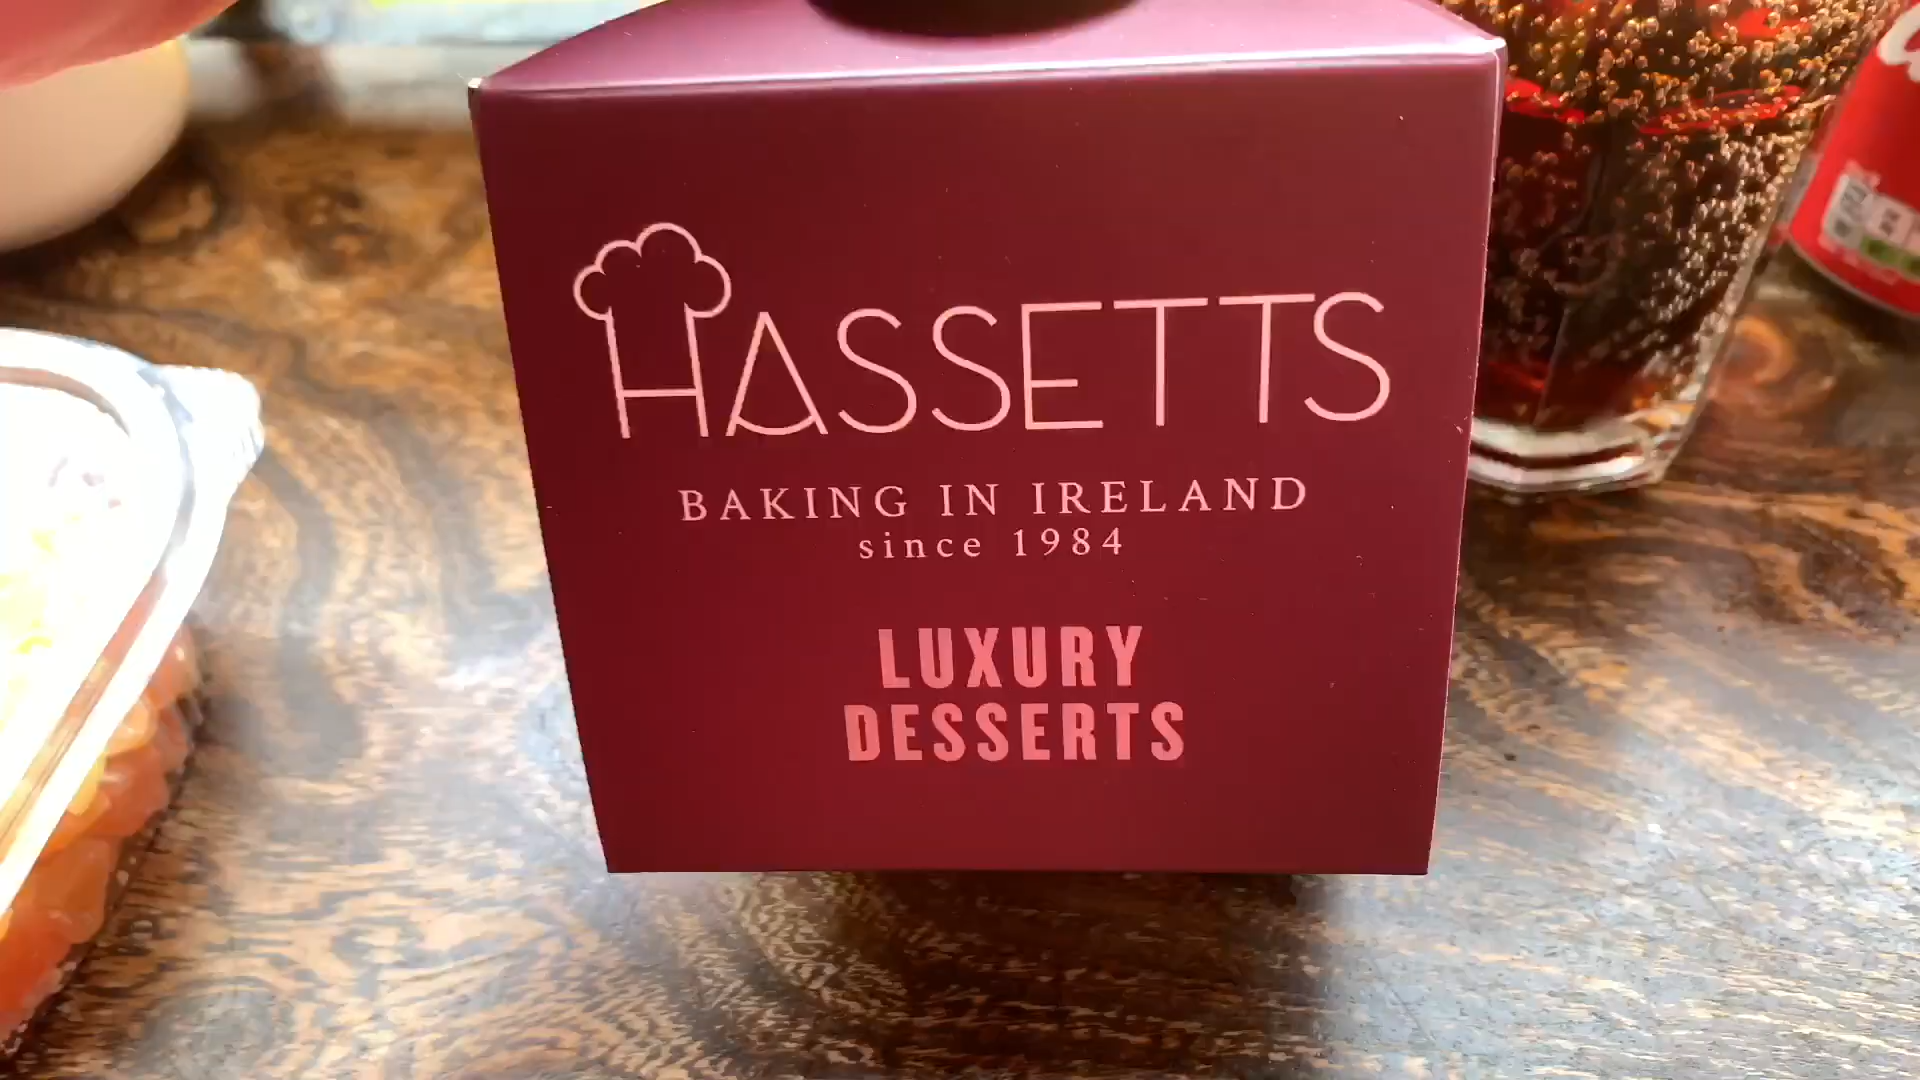 HASSETTS
BAKING IN IRELAND
since 1984
LUXURY
DESSERTS